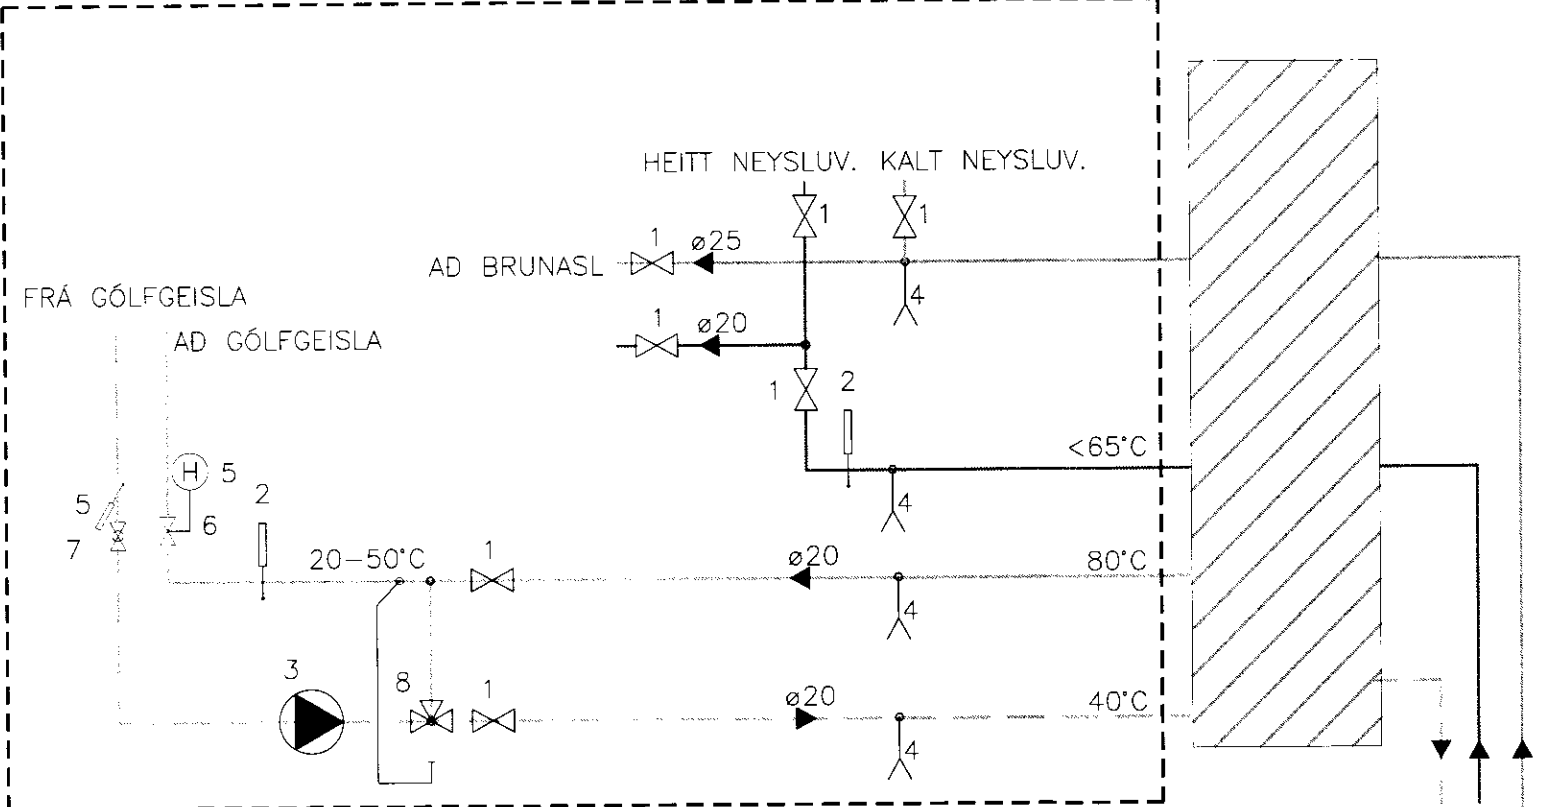 HEITT NEYSLUV. KALT NEYSLUV.
1
1
1
ø25
AÐ BRUNASL
4
FRÁ GÓLFGEISLA
1
ø20
AÐ GÓLFGEISLA
1
2
<65°C
H
5
2
5
4
6
7
20-50°C
1
ø20
80°C
4
3
8
1
ø20
40°C
4